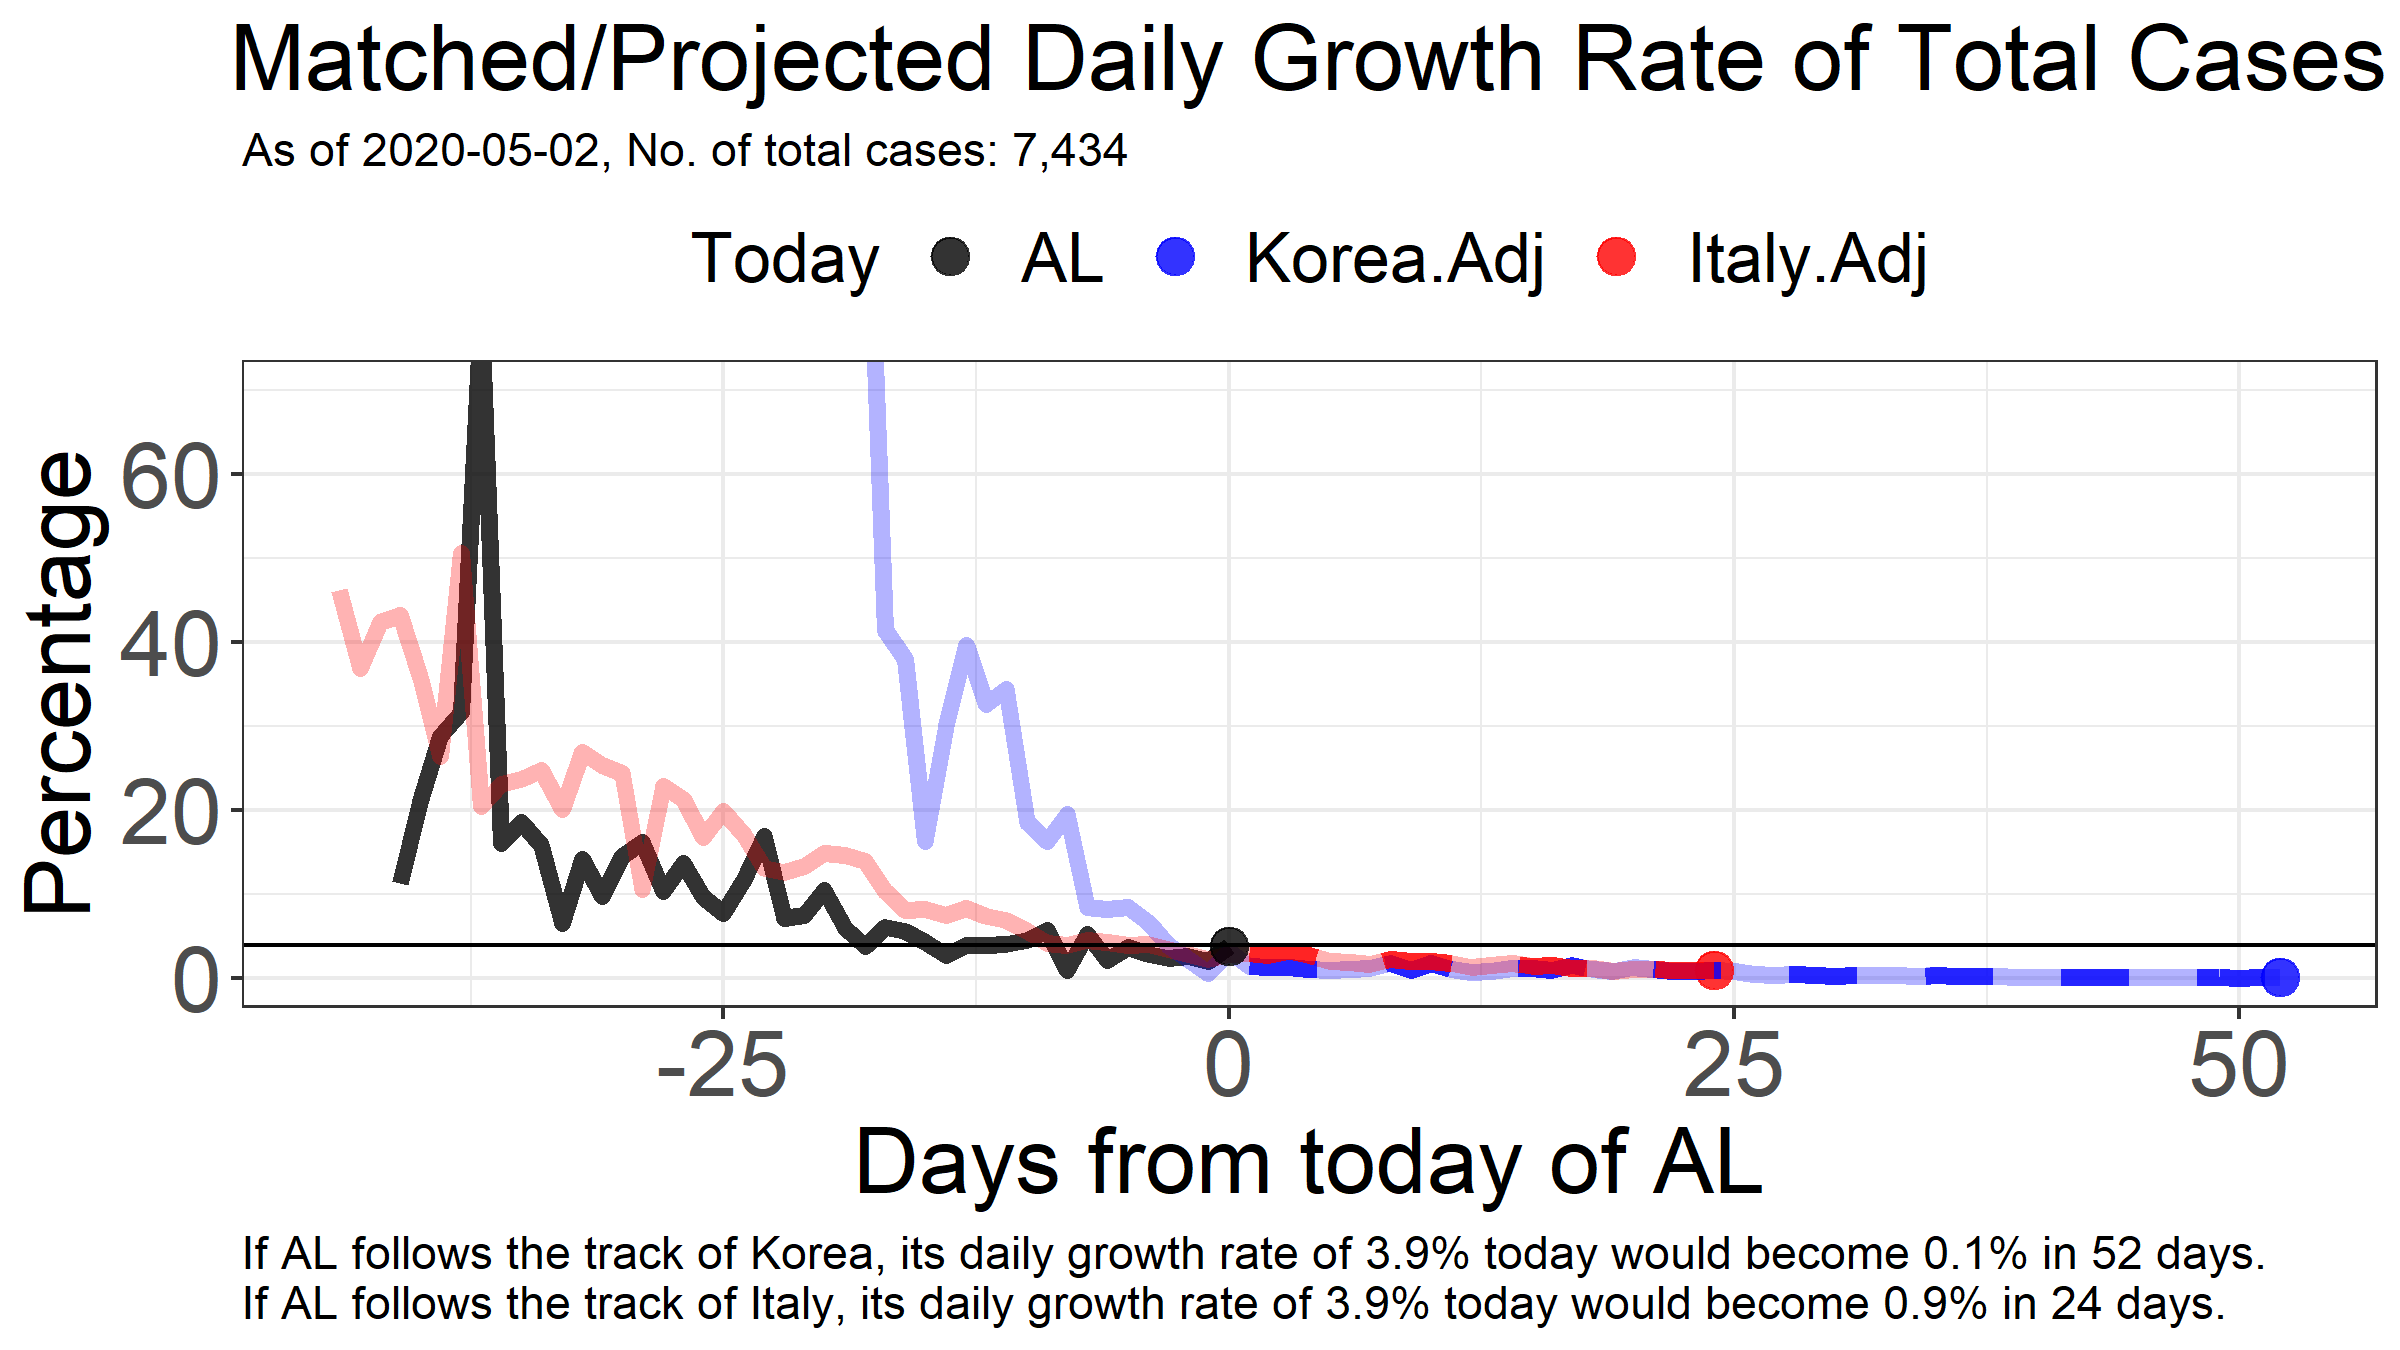 Matched/Projected Daily Growth Rate of Total Cases
As of 2020-05-02, No. of total cases: 7,434
Today AL Korea.Adj Italy.Adj
Percentage
60
40
20
0
-25 0 25 50
Days from today of AL
If AL follows the track of Korea, its daily growth rate of 3.9% today would become 0.1% in 52 days.
If AL follows the track of Italy, its daily growth rate of 3.9% today would become 0.9% in 24 days.